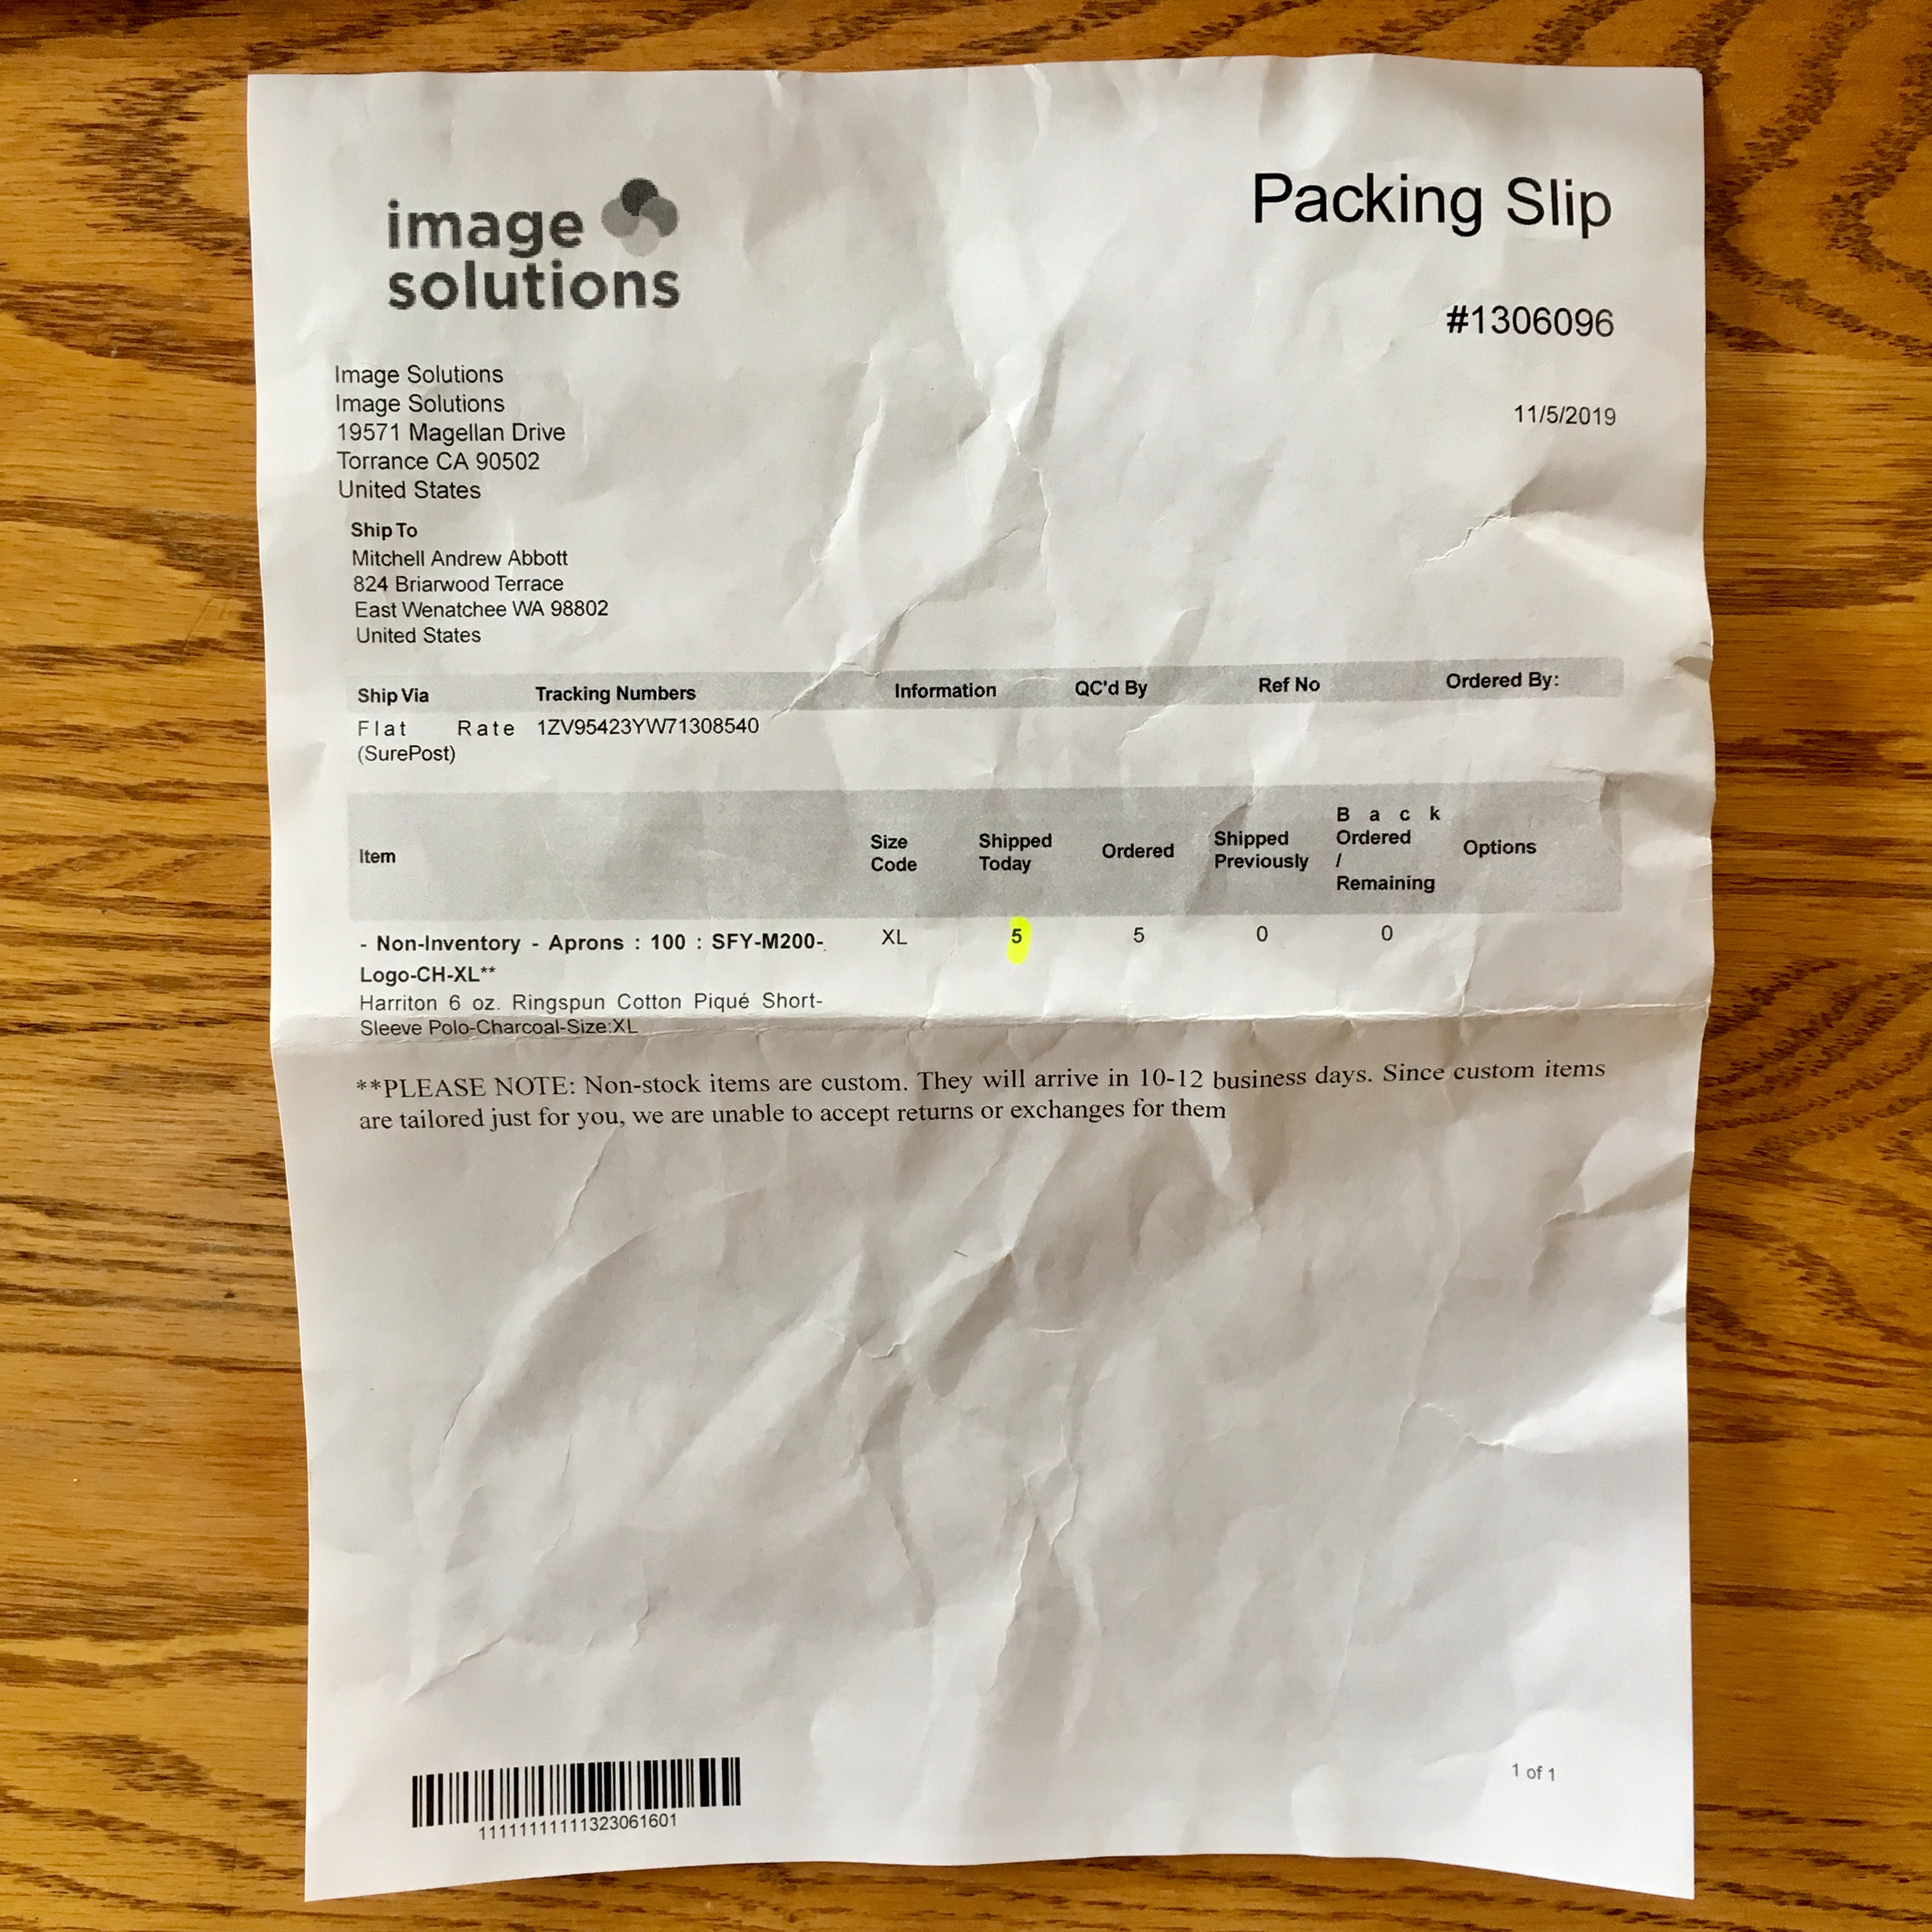 image
solutions
Packing Slip
#1306096
11/5/2019
Image Solutions
Image Solutions
19571 Magellan Drive
Torrance CA 90502
United States
Ship To
Mitchell Andrew Abbott
824 Briarwood Terrace
East Wenatchee WA 98802
United States
Ship Via Tracking Numbers Information QC'd By Ref No Ordered By:
Flat Rate 1ZV95423YW71308540
(SurePost)
Item Size Code Shipped Today Ordered Shipped Previously Back Ordered / Remaining Options
- Non-Inventory - Aprons : 100 : SFY-M200- XL 5 5 0 0
Logo-CH-XL**
Harriton 6 oz. Ringspun Cotton Piqué Short-
Sleeve Polo-Charcoal-Size:XL
**PLEASE NOTE: Non-stock items are custom. They will arrive in 10-12 business days. Since custom items
are tailored just for you, we are unable to accept returns or exchanges for them
11111111111323061601
1 of 1